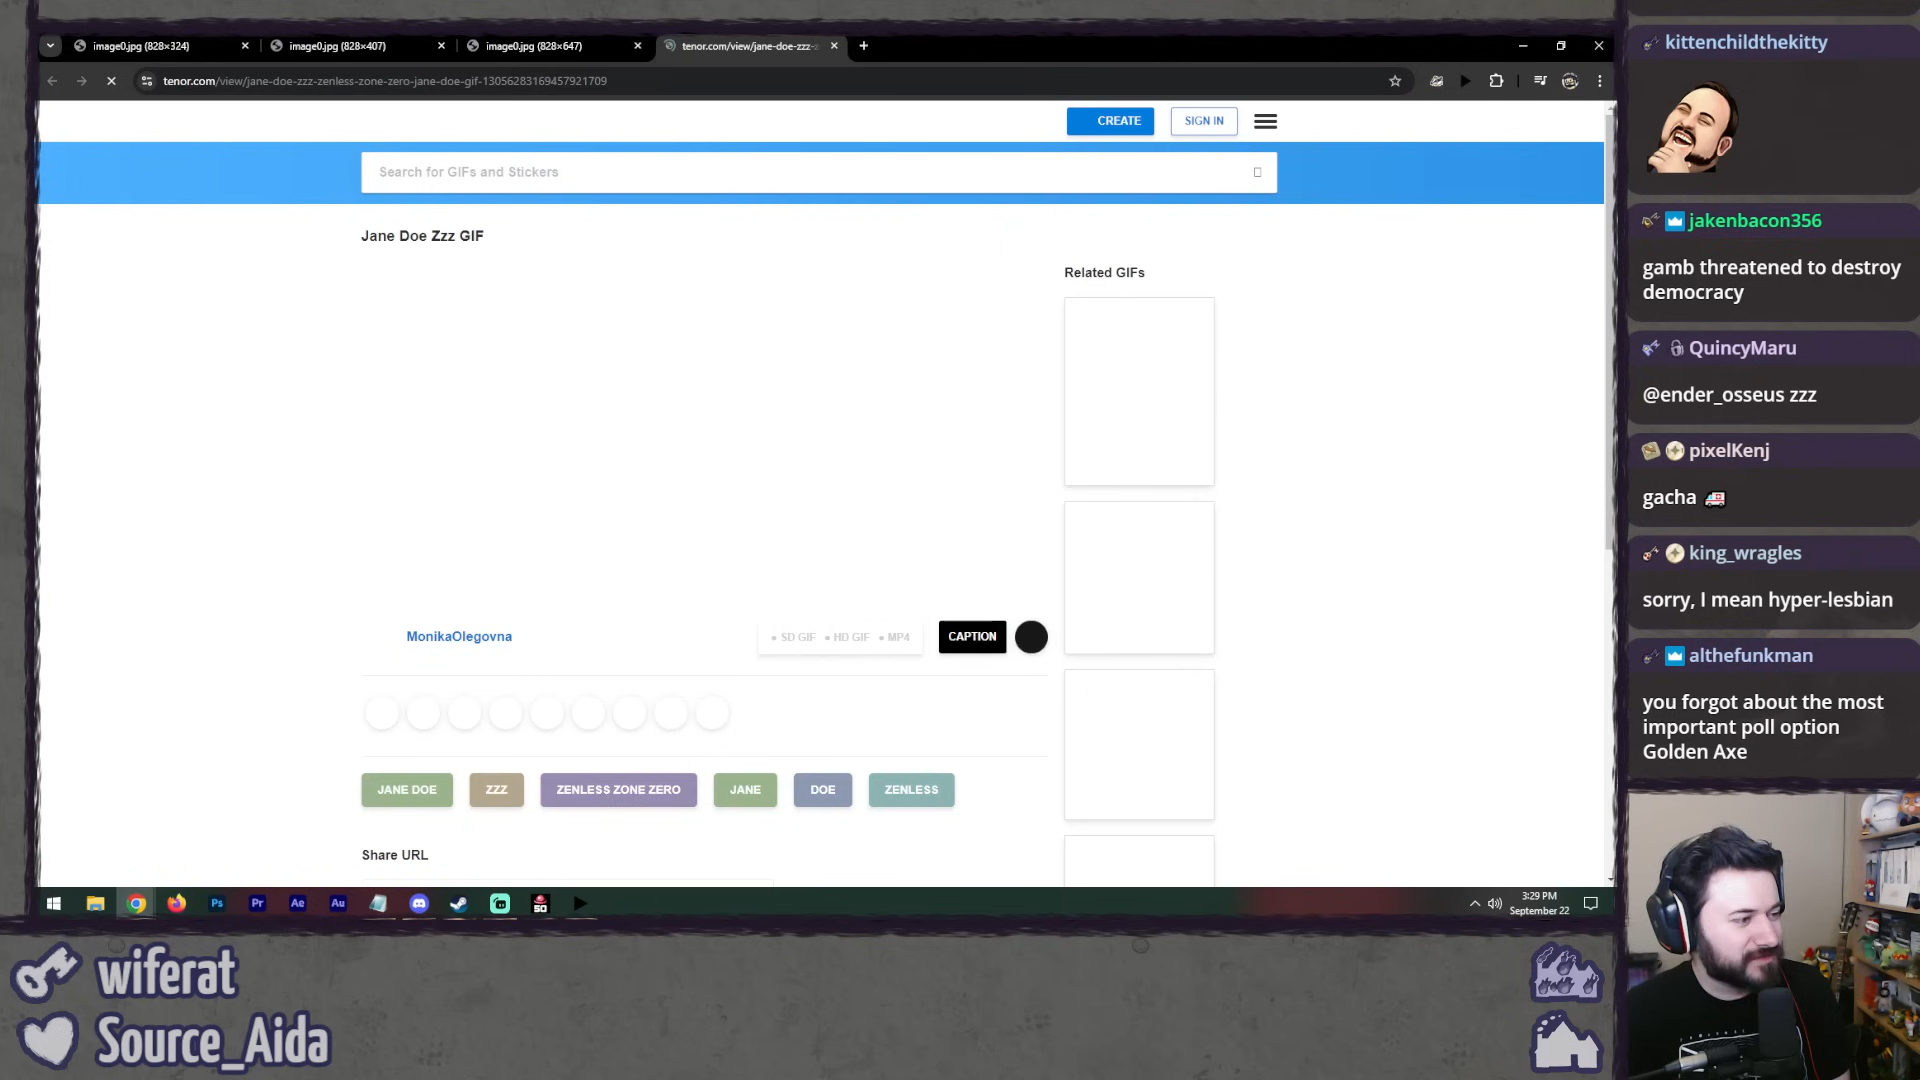 image0.jpg (828×324)
image0.jpg (828×407)
image0.jpg (828×647)
tenor.com/view/jane-doe-zzz-
tenor.com/view/jane-doe-zzz-zenless-zone-zero-jane-doe-gif-13056283169457921709
CREATE
SIGN IN
Search for GIFs and Stickers
Jane Doe Zzz GIF
Related GIFs
MonikaOlegovna
SD GIF
HD GIF
MP4
CAPTION
JANE DOE
ZZZ
ZENLESS ZONE ZERO
JANE
DOE
ZENLESS
Share URL
Ps
Pr
Ae
Au
3:29 PM
September 22
kittenchildthekitty
jakenbacon356
gamb threatened to destroy
democracy
QuincyMaru
@ender_osseus zzz
pixelKenj
gacha
king_wragles
sorry, I mean hyper-lesbian
althefunkman
you forgot about the most
important poll option
Golden Axe
wiferat
Source_Aida